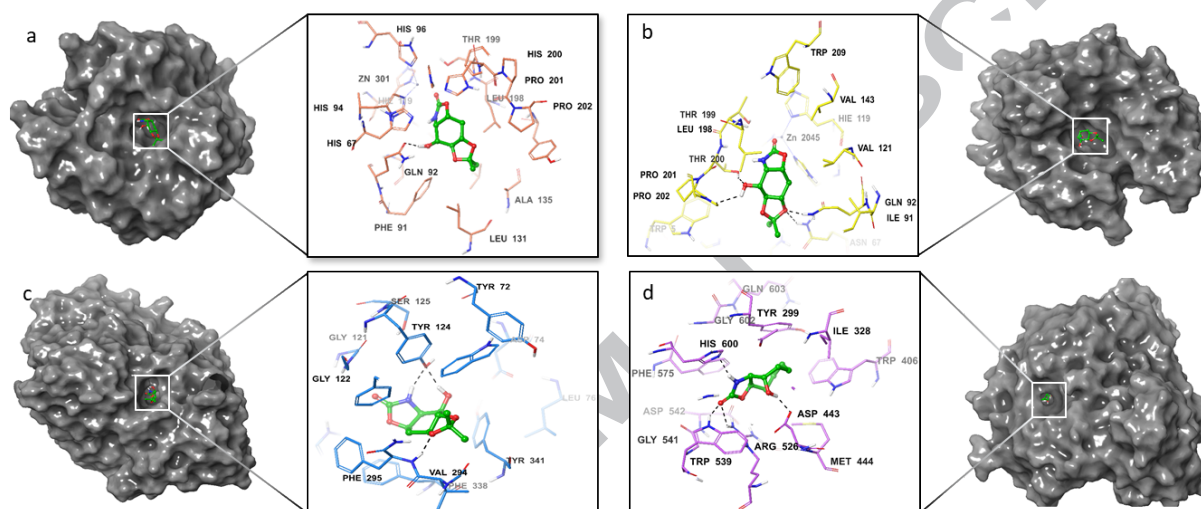 a
HIS 96
THR 199
HIS 200
ZN 301
PRO 201
HIS 94
LEU 198
PRO 202
HIS 67
GLN 92
ALA 135
PHE 91
LEU 131
b
TRP 209
VAL 143
THR 199
HIE 119
LEU 198
Zn 2045
THR 200
VAL 121
PRO 201
PRO 202
GLN 92
ILE 91
TRP 5
ASN 67
c
TYR 72
SER 125
TYR 124
GLY 121
GLY 122
LEU 76
TYR 341
VAL 294
PHE 295
PHE 338
d
GLN 603
TYR 299
GLY 602
ILE 328
HIS 600
TRP 406
PHE 575
ASP 542
ASP 443
GLY 541
ARG 526
TRP 539
MET 444